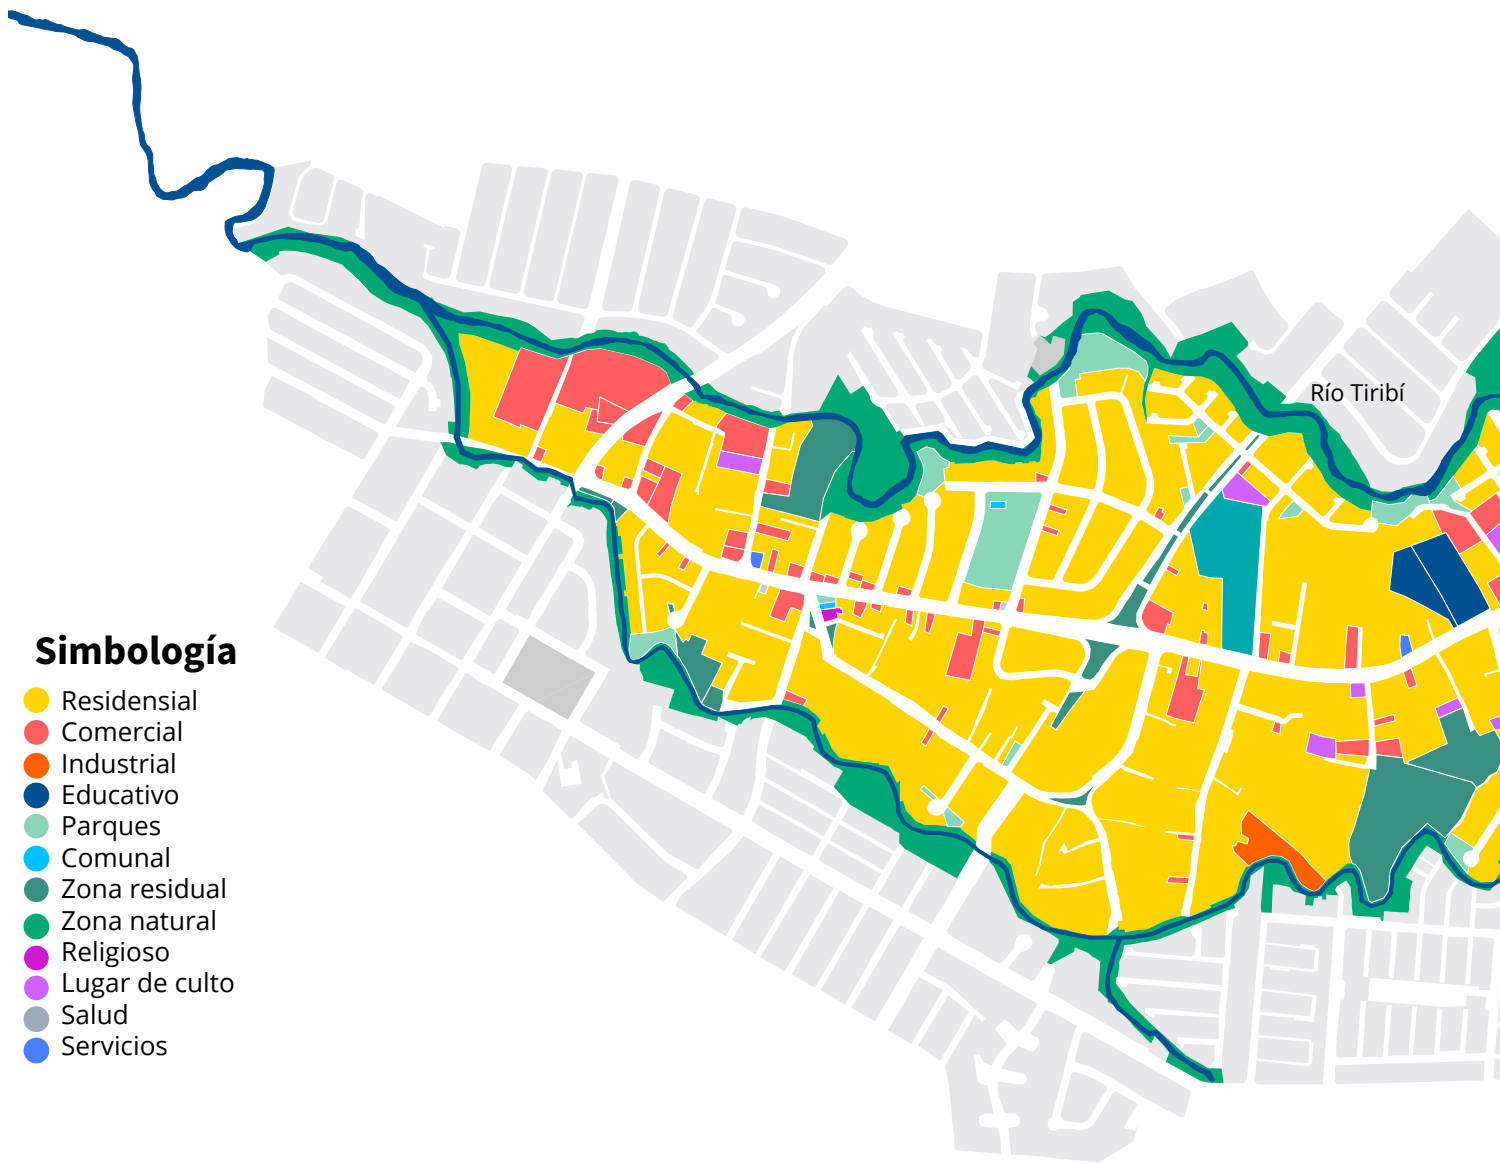 Río Tiribí
Simbología
Residensial
Comercial
Industrial
Educativo
Parques
Comunal
Zona residual
Zona natural
Religioso
Lugar de culto
Salud
Servicios